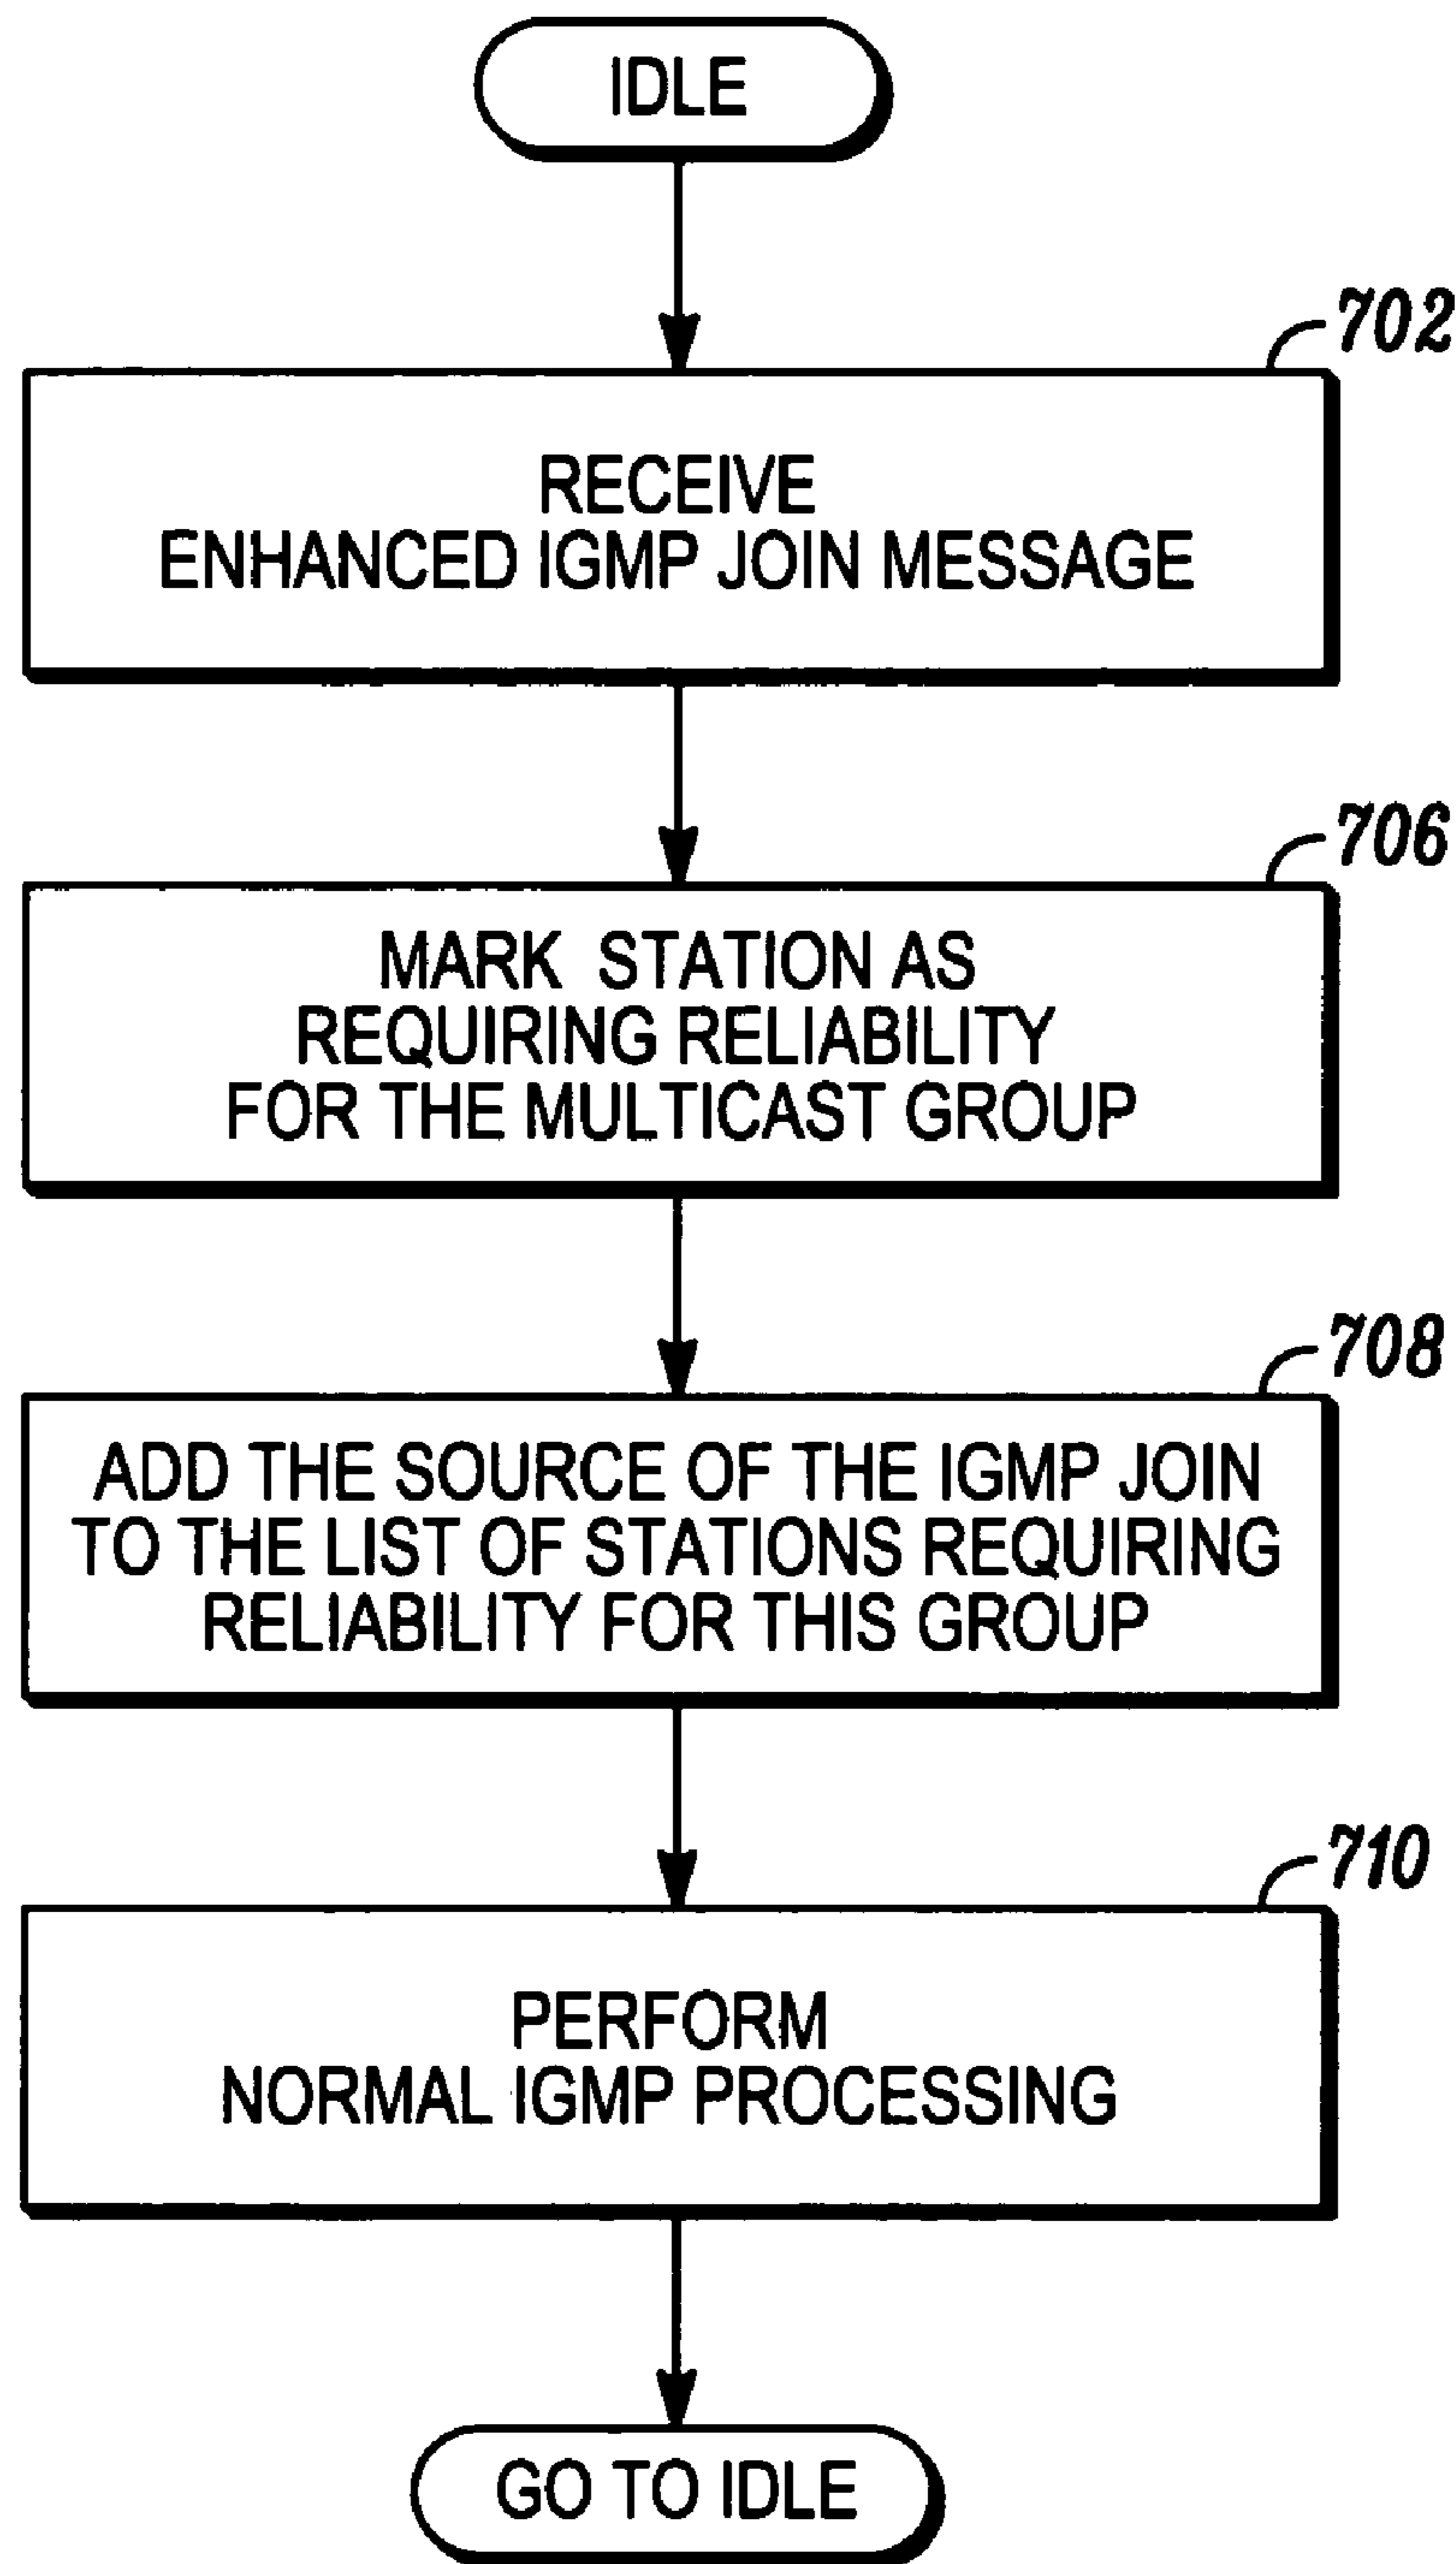 IDLE
702
RECEIVE
ENHANCED IGMP JOIN MESSAGE
706
MARK STATION AS
REQUIRING RELIABILITY
FOR THE MULTICAST GROUP
708
ADD THE SOURCE OF THE IGMP JOIN
TO THE LIST OF STATIONS REQUIRING
RELIABILITY FOR THIS GROUP
710
PERFORM
NORMAL IGMP PROCESSING
GO TO IDLE